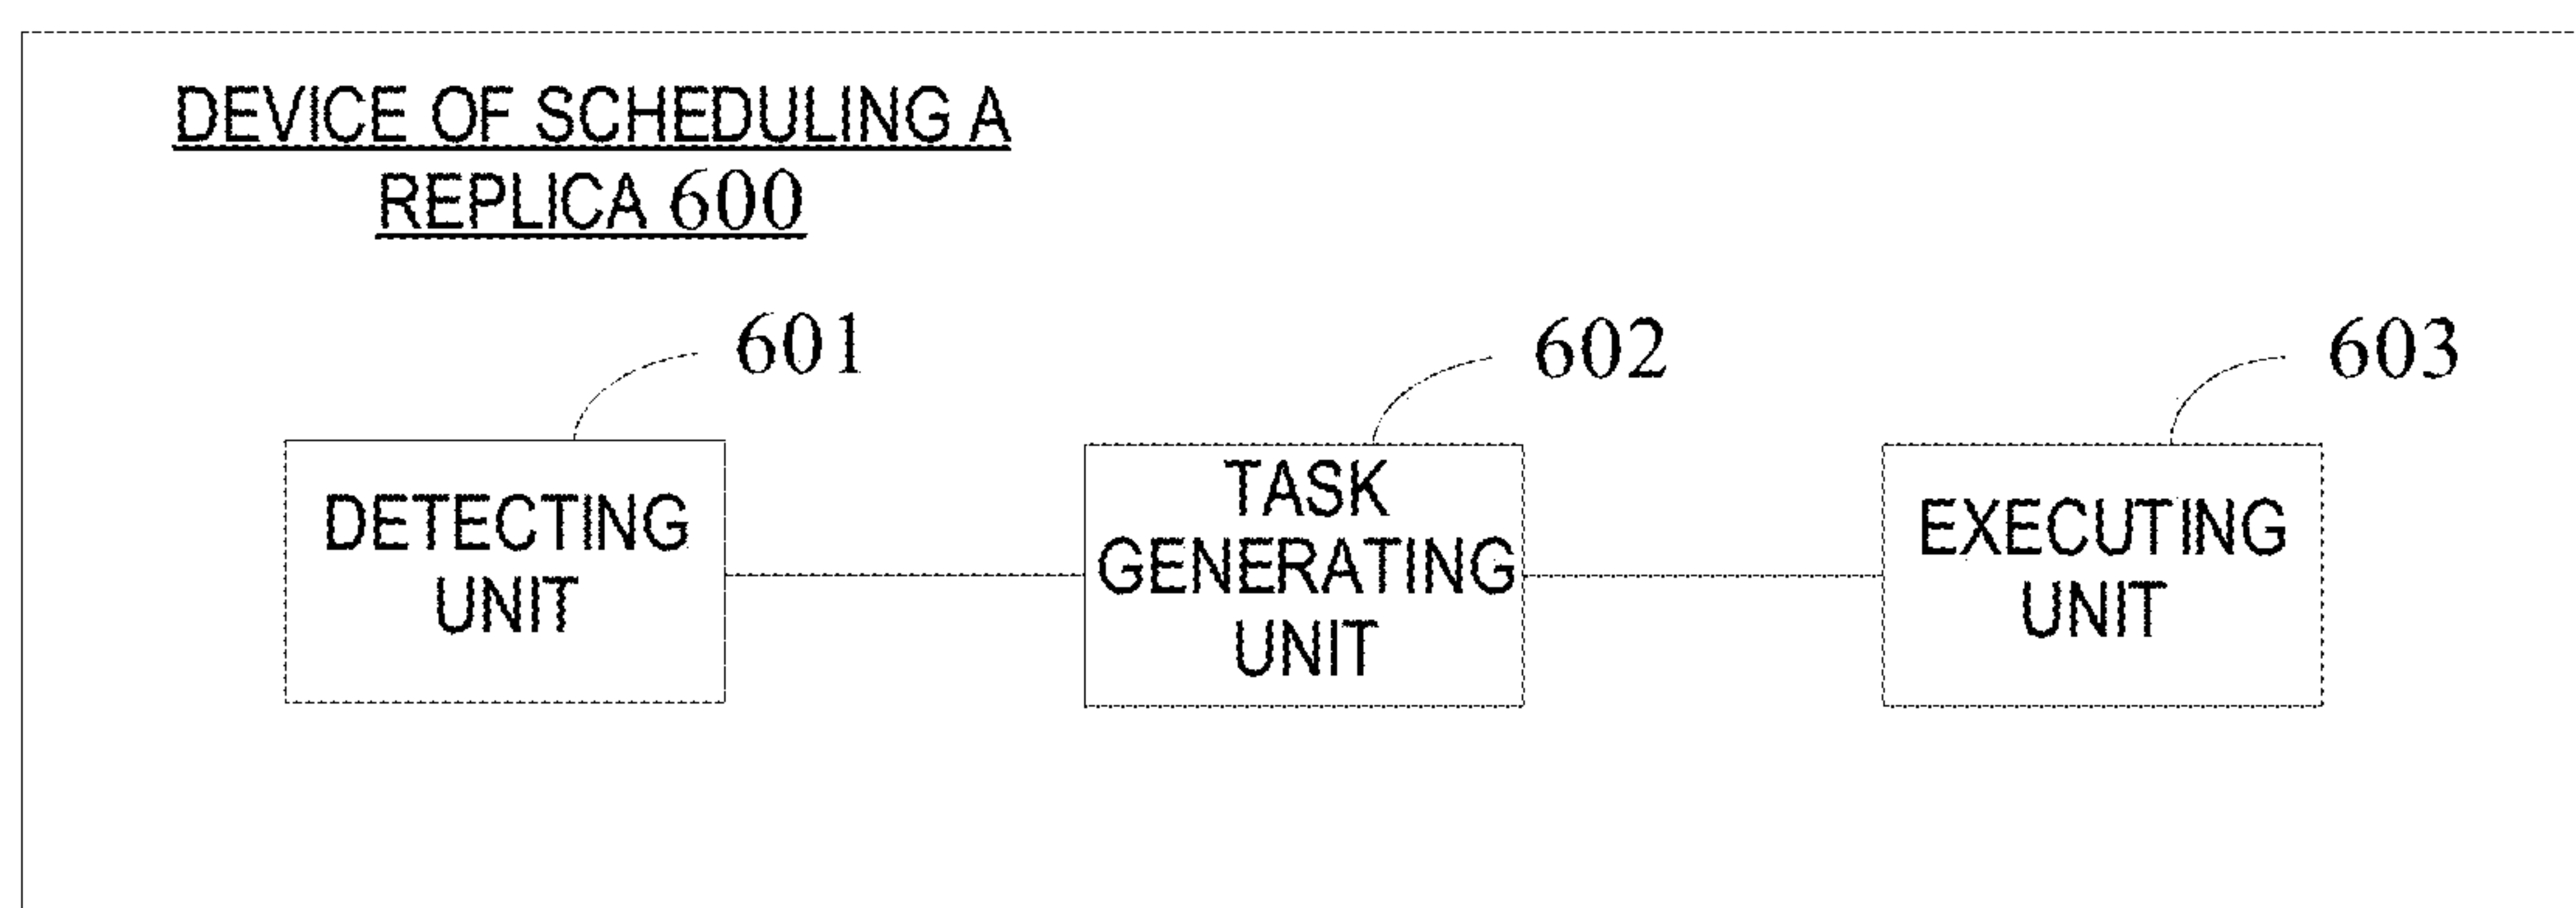 DEVICE OF SCHEDULING A
REPLICA 600
601
602
603
DETECTING
UNIT
TASK
GENERATING
UNIT
EXECUTING
UNIT